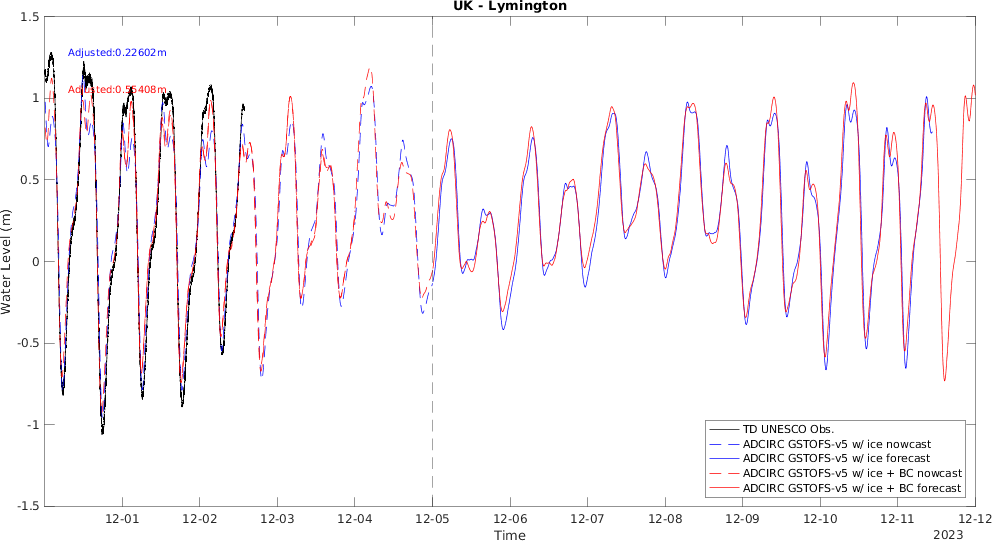 UK - Lymington
1.5
1
0.5
0
-0.5
-1
-1.5
Water Level (m)
Adjusted:0.22602m
Adjusted:0.55408m
TD UNESCO Obs.
ADCIRC GSTOFS-v5 w/ ice nowcast
ADCIRC GSTOFS-v5 w/ ice forecast
ADCIRC GSTOFS-v5 w/ ice + BC nowcast
ADCIRC GSTOFS-v5 w/ ice + BC forecast
12-01 12-02 12-03 12-04 12-05 12-06 12-07 12-08 12-09 12-10 12-11 12-12
Time
2023